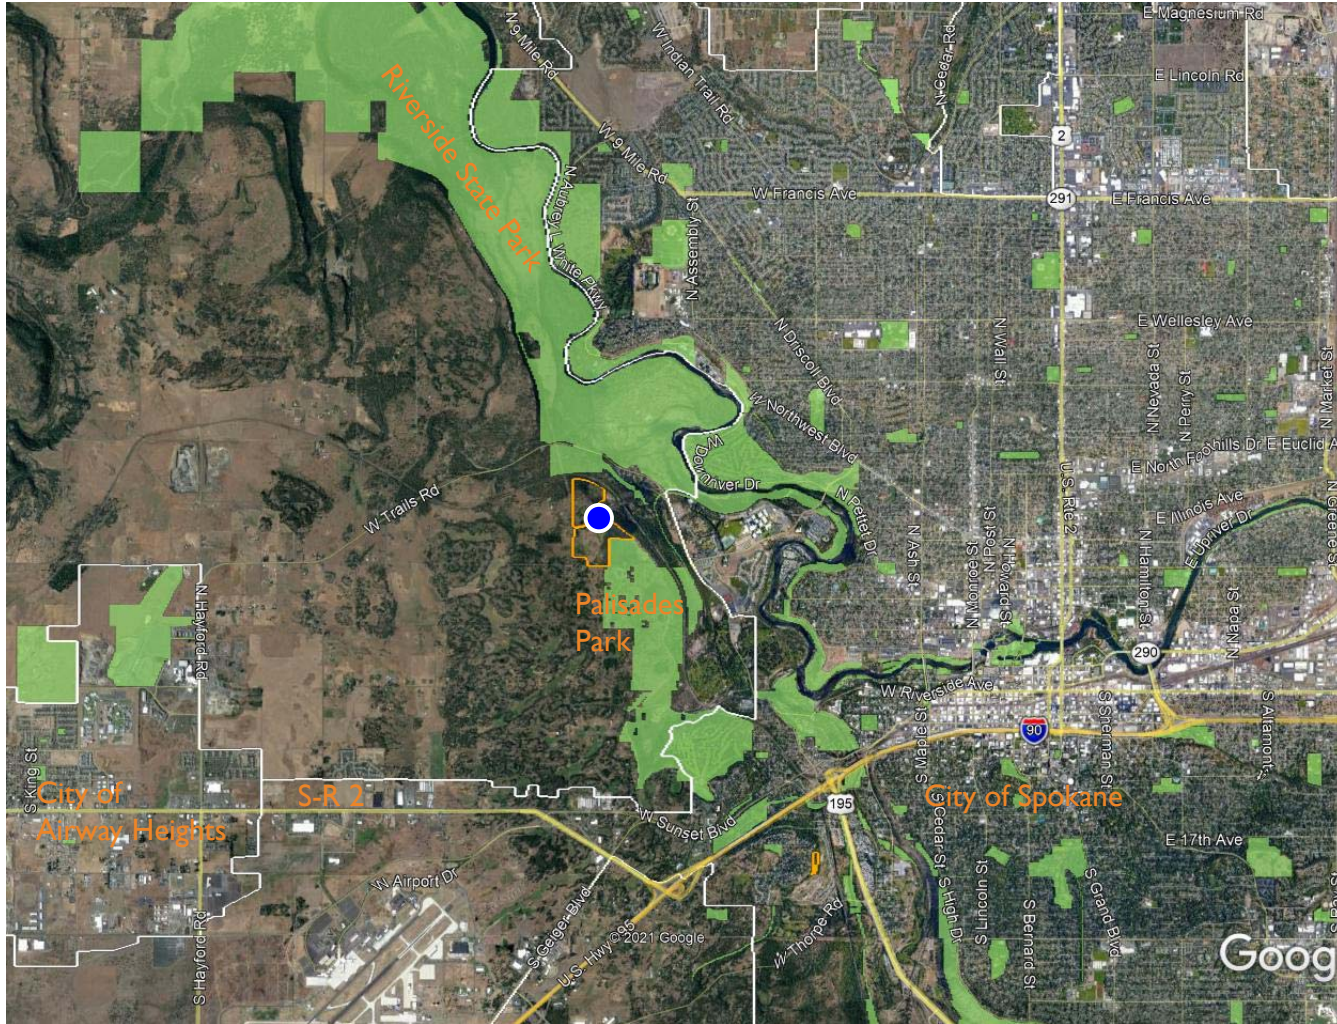 E Magnesium Rd
N 9 Mile Rd
W Indian Trail Rd
N Cedar Rd
E Lincoln Rd
Riverside State Park
2
W 9 Mile Rd
N Aubrey L White Pkwy
W Francis Ave
291
E Francis Ave
N Assembly St
N Driscoll Blvd
E Wellesley Ave
N Wall St
N Nevada St
N Perry St
N Market St
W Northwest Blvd
W Downriver Dr
E North Foothills Dr
E Euclid A
U.S. Rte 2
W Trails Rd
N Pettet Dr
E Illinois Ave
E Upriver Dr
N Greene St
N Ash St
N Monroe St
N Post St
N Howard St
N Hamilton St
N Napa St
N Hayford Rd
Palisades
Park
290
W Riverside Ave
S Maple St
90
S Sherman St
S Altamont
S King St
City of
Airway Heights
S-R 2
195
City of Spokane
W Sunset Blvd
S Cedar St
E 17th Ave
W Airport Dr
S High Dr
S Lincoln St
S Grand Blvd
S Bernard St
S Hayford Rd
S Geiger Blvd
U.S. Hwy 395
© 2021 Google
W Thorpe Rd
Goog